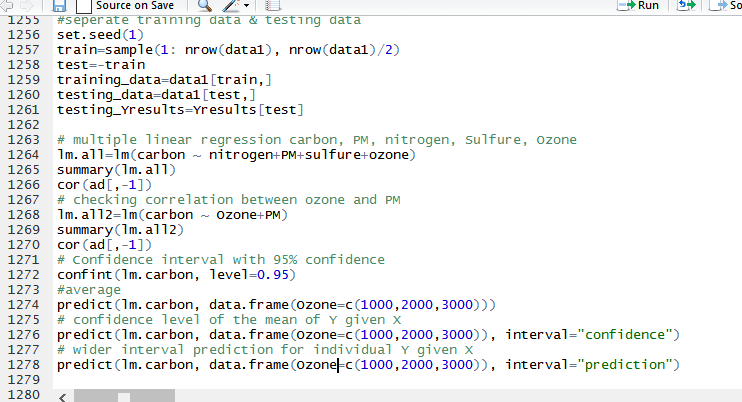 Source on Save
Run
So
1255 #seperate training data & testing data
1256 set.seed(1)
1257 train=sample(1: nrow(data1), nrow(data1)/2)
1258 test=-train
1259 training_data=data1[train,]
1260 testing_data=data1[test,]
1261 testing_Yresults=Yresults[test]
1262
1263 # multiple linear regression carbon, PM, nitrogen, Sulfure, Ozone
1264 lm.all=lm(carbon ~ nitrogen+PM+sulfure+ozone)
1265 summary(lm.all)
1266 cor(ad[,-1])
1267 # checking correlation between ozone and PM
1268 lm.all2=lm(carbon ~ Ozone+PM)
1269 summary(lm.all2)
1270 cor(ad[,-1])
1271 # Confidence interval with 95% confidence
1272 confint(lm.carbon, level=0.95)
1273 #average
1274 predict(lm.carbon, data.frame(Ozone=c(1000,2000,3000)))
1275 # confidence level of the mean of Y given X
1276 predict(lm.carbon, data.frame(Ozone=c(1000,2000,3000)), interval="confidence")
1277 # wider interval prediction for individual Y given X
1278 predict(lm.carbon, data.frame(Ozone=c(1000,2000,3000)), interval="prediction")
1279
1280